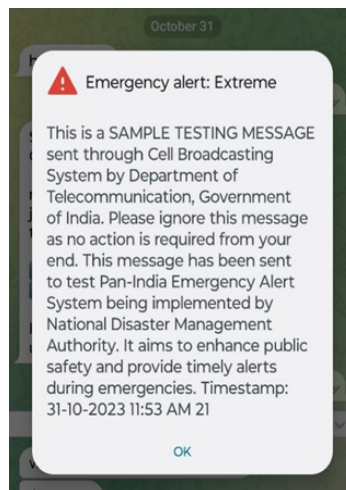 October 31
Emergency alert: Extreme
This is a SAMPLE TESTING MESSAGE
sent through Cell Broadcasting
System by Department of
Telecommunication, Government
of India. Please ignore this message
as no action is required from your
end. This message has been sent
to test Pan-India Emergency Alert
System being implemented by
National Disaster Management
Authority. It aims to enhance public
safety and provide timely alerts
during emergencies. Timestamp:
31-10-2023 11:53 AM 21
OK